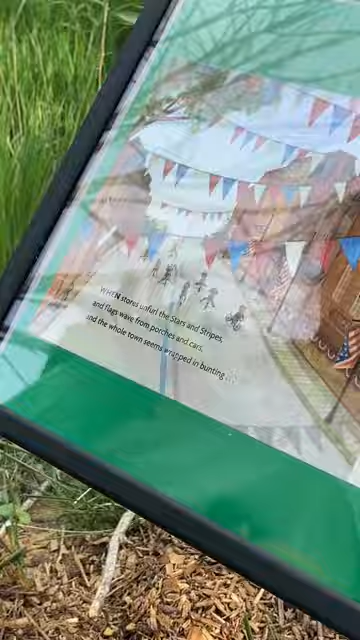 WHEN stores unfurl the Stars and Stripes,
and flags wave from porches and cars,
and the whole town seems wrapped in bunting . . .